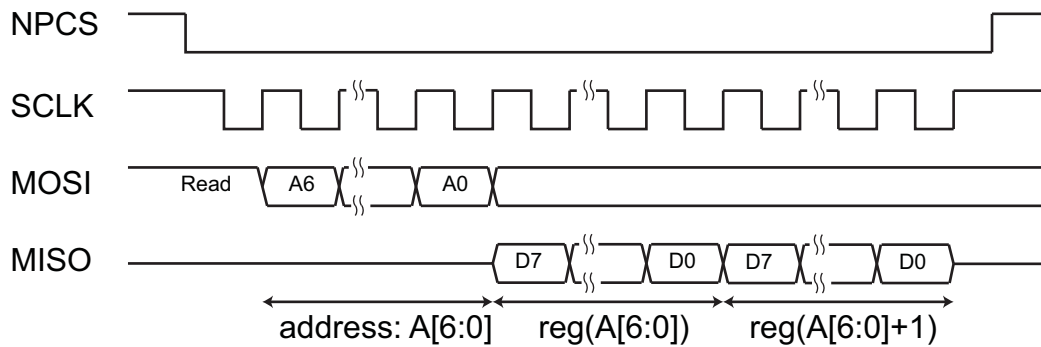 NPCS
SCLK
MOSI Read A6 A0
MISO D7 D0 D7 D0
address: A[6:0] reg(A[6:0]) reg(A[6:0]+1)